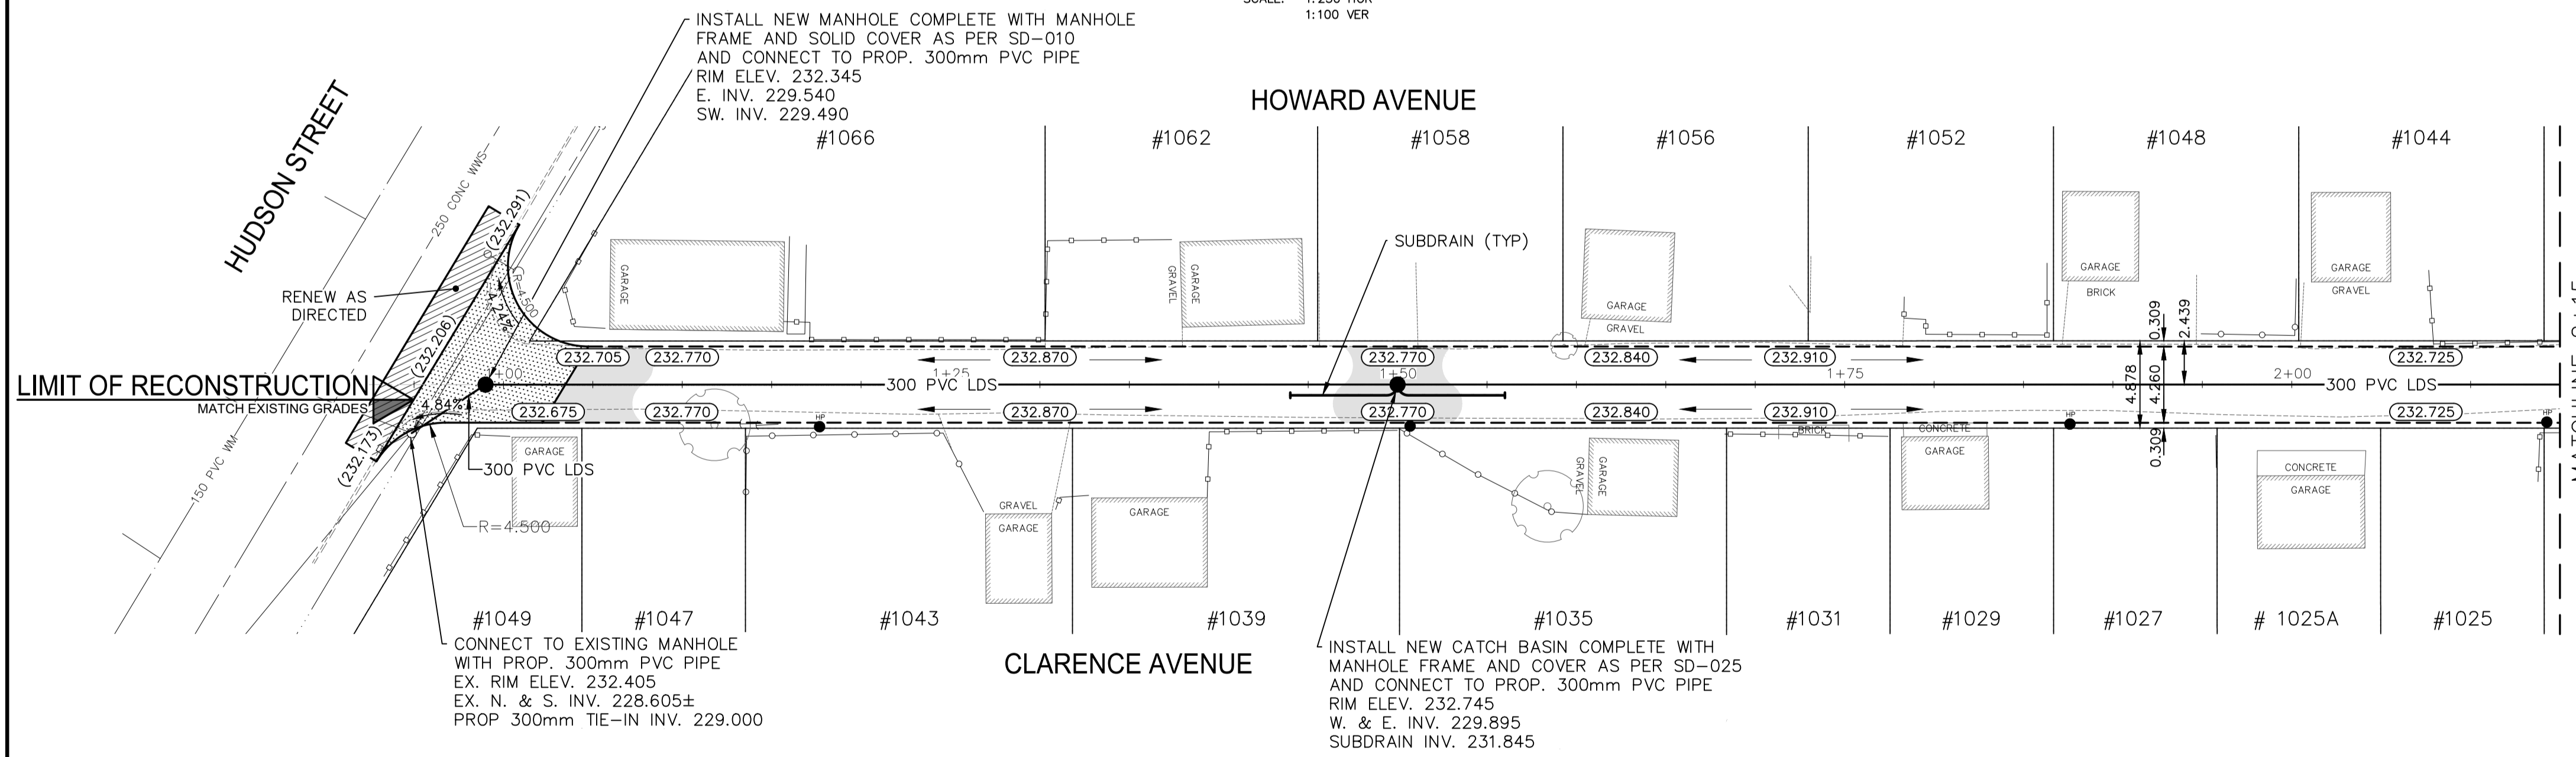 1:100 VER
INSTALL NEW MANHOLE COMPLETE WITH MANHOLE
FRAME AND SOLID COVER AS PER SD-010
AND CONNECT TO PROP. 300mm PVC PIPE
RIM ELEV. 232.345
E. INV. 229.540
SW. INV. 229.490
HOWARD AVENUE
HUDSON STREET
#1066
#1062
#1058
#1056
#1052
#1048
#1044
250 CONC WWS
(232.291)
R=4.500
4.24%
(232.206)
RENEW AS
DIRECTED
GARAGE
GRAVEL
GARAGE
SUBDRAIN (TYP)
GARAGE
GRAVEL
GARAGE
BRICK
GARAGE
GRAVEL
0.309
2.439
232.705
232.770
232.870
232.770
232.840
232.910
232.725
LIMIT OF RECONSTRUCTION
MATCH EXISTING GRADES
+00
1+25
300 PVC LDS
1+50
1+75
2+00
300 PVC LDS
4.878
4.260
4.84%
232.675
232.770
232.870
232.770
232.840
232.910
232.725
HP
HP
HP
BRICK
CONCRETE
0.309
(232.173)
150 PVC WM
300 PVC LDS
R=4.500
GARAGE
GRAVEL
GARAGE
GARAGE
GRAVEL
GARAGE
GARAGE
CONCRETE
GARAGE
#1049
#1047
#1043
#1039
#1035
#1031
#1029
#1027
# 1025A
#1025
CONNECT TO EXISTING MANHOLE
WITH PROP. 300mm PVC PIPE
EX. RIM ELEV. 232.405
EX. N. & S. INV. 228.605±
PROP 300mm TIE-IN INV. 229.000
CLARENCE AVENUE
INSTALL NEW CATCH BASIN COMPLETE WITH
MANHOLE FRAME AND COVER AS PER SD-025
AND CONNECT TO PROP. 300mm PVC PIPE
RIM ELEV. 232.745
W. & E. INV. 229.895
SUBDRAIN INV. 231.845